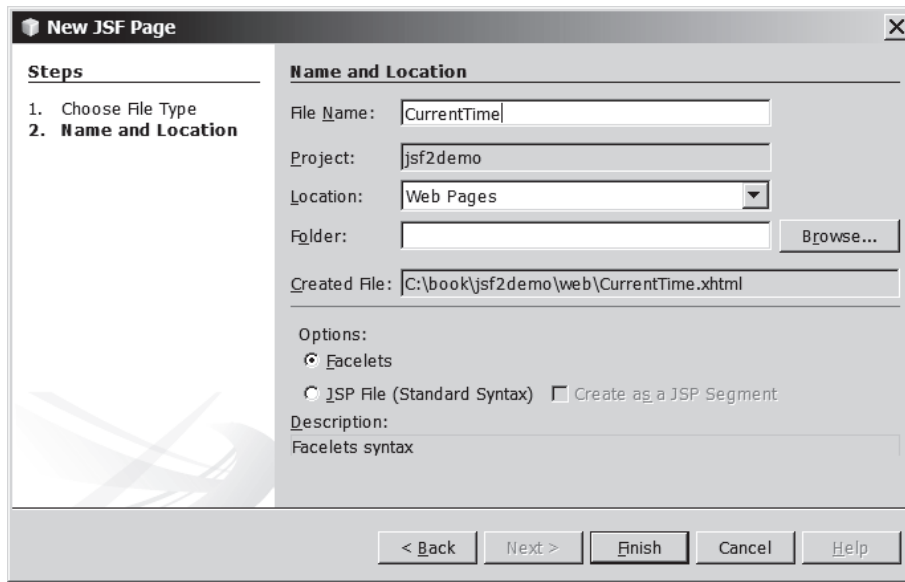 New JSF Page
Steps
1. Choose File Type
2. Name and Location
Name and Location
File Name: CurrentTime
Project: jsf2demo
Location: Web Pages
Folder: Browse...
Created File: C:\book\jsf2demo\web\CurrentTime.xhtml
Options:
Facelets
JSP File (Standard Syntax) Create as a JSP Segment
Description:
Facelets syntax
< Back Next > Finish Cancel Help